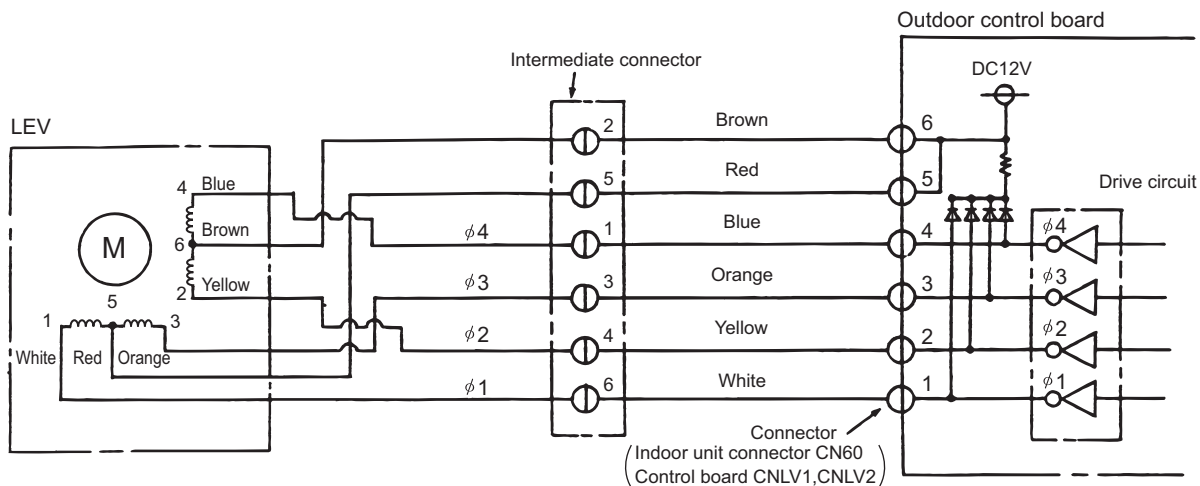 Outdoor control board
Intermediate connector
DC12V
LEV
2 Brown 6
5 Red 5
Drive circuit
4 Blue
M
6 Brown
2 Yellow
ϕ4 1 Blue 4 ϕ4
ϕ3 3 Orange 3 ϕ3
5
1 3
White Red Orange
ϕ2 4 Yellow 2 ϕ2
ϕ1 6 White 1 ϕ1
Connector
(Indoor unit connector CN60
Control board CNLV1,CNLV2)